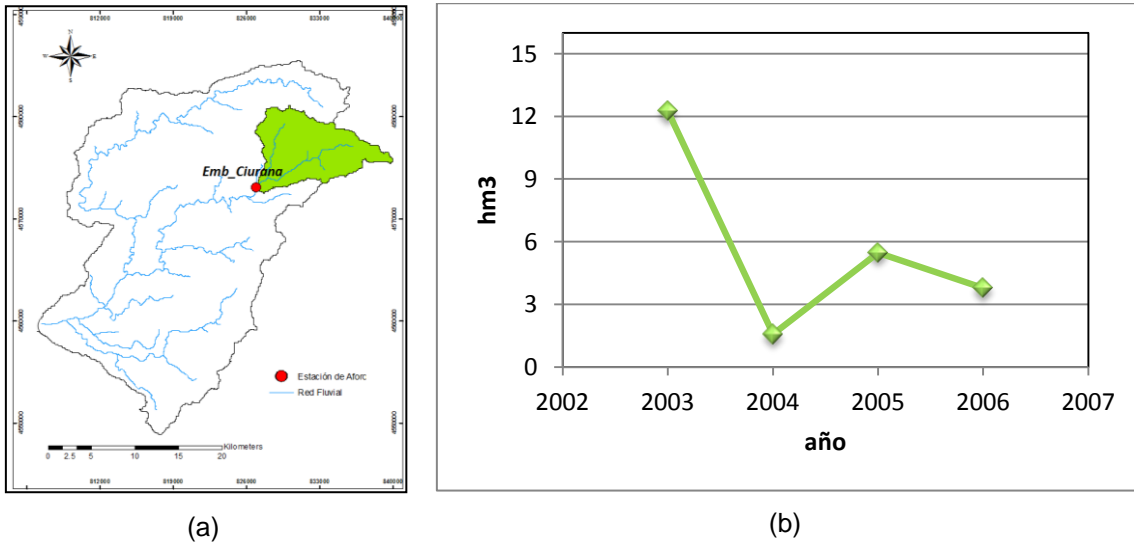 812000 819000 826000 833000 840000
N
W E
S
Emb_Ciurana
Estación de Aforc
Red Fluvial
Kilometers
0 2.5 5 10 15 20
812000 819000 826000 833000 840000
(a)
15
12
9
6
3
0
hm3
2002 2003 2004 2005 2006 2007
año
(b)